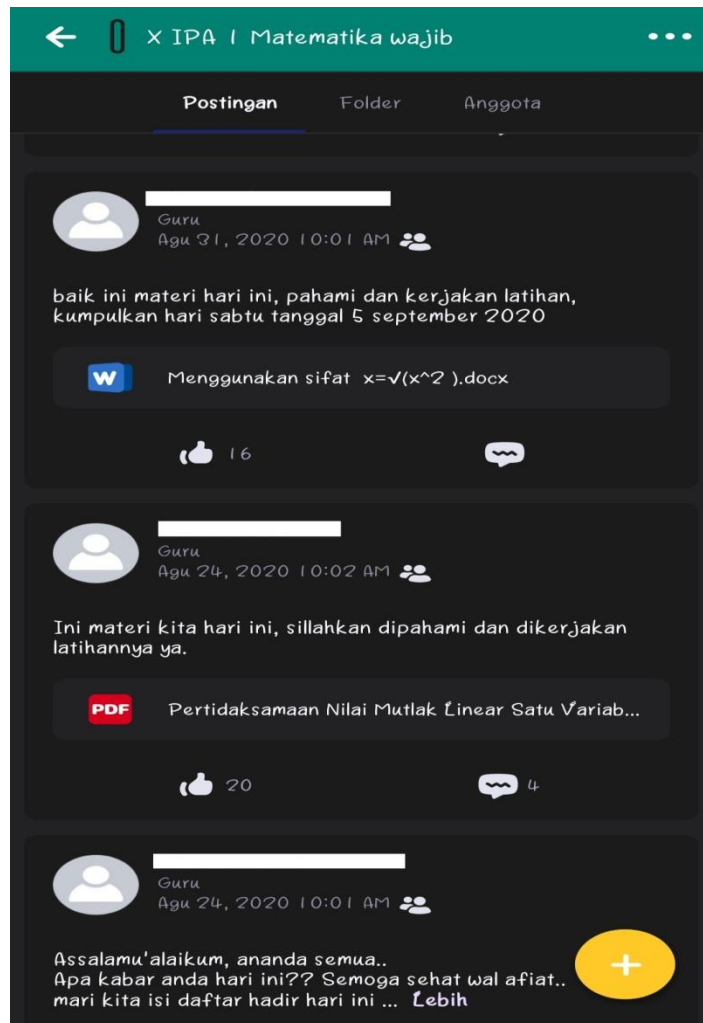 X IPA 1 Matematika wajib
Postingan Folder Anggota
Guru
Agu 31, 2020 10:01 AM
baik ini materi hari ini, pahami dan kerjakan latihan,
kumpulkan hari sabtu tanggal 5 september 2020
W Menggunakan sifat x=√(x^2 ).docx
16
Guru
Agu 24, 2020 10:02 AM
Ini materi kita hari ini, sillahkan dipahami dan dikerjakan
latihannya ya.
PDF Pertidaksamaan Nilai Mutlak Linear Satu Variab...
20 4
Guru
Agu 24, 2020 10:01 AM
Assalamu'alaikum, ananda semua..
Apa kabar anda hari ini?? Semoga sehat wal afiat..
mari kita isi daftar hadir hari ini ... Lebih